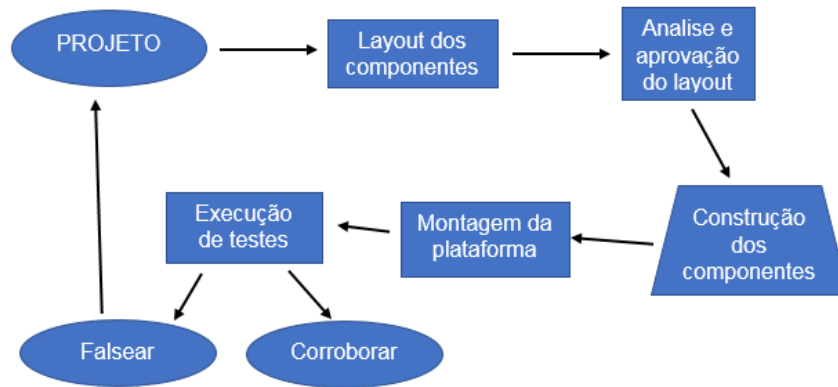 PROJETO
Layout dos
componentes
Analise e
aprovação
do layout
Construção
dos
componentes
Montagem da
plataforma
Execução
de testes
Falsear
Corroborar